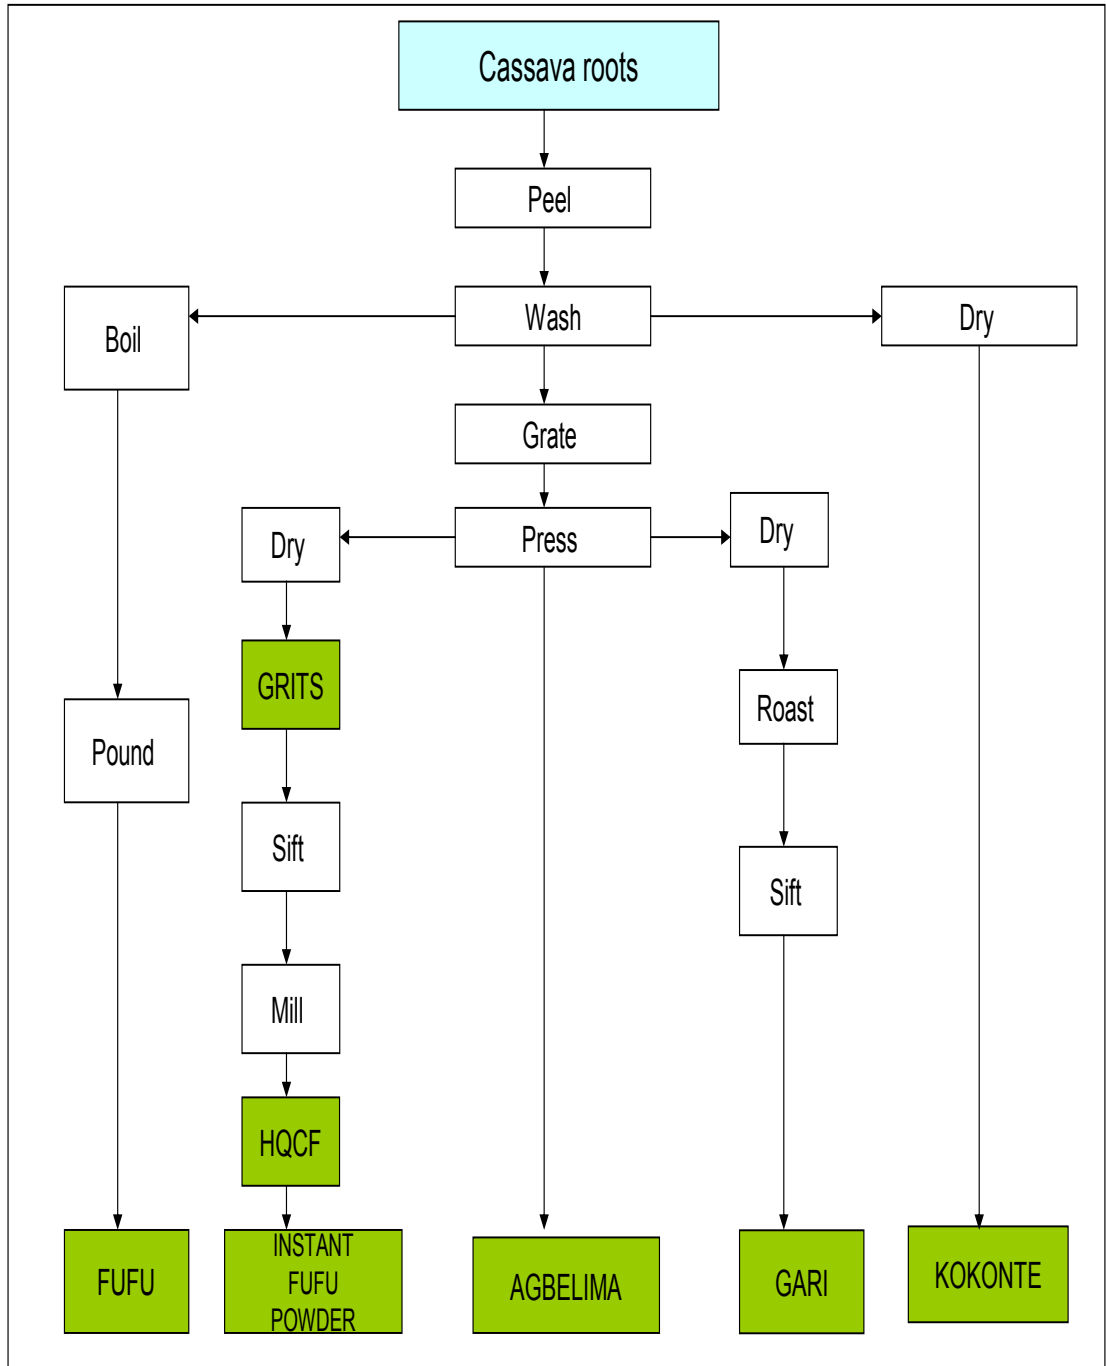 Cassava roots
Peel
Boil
Wash
Dry
Grate
Dry
Press
Dry
GRITS
Roast
Pound
Sift
Sift
Mill
HQCF
FUFU
INSTANT
FUFU
POWDER
AGBELIMA
GARI
KOKONTE